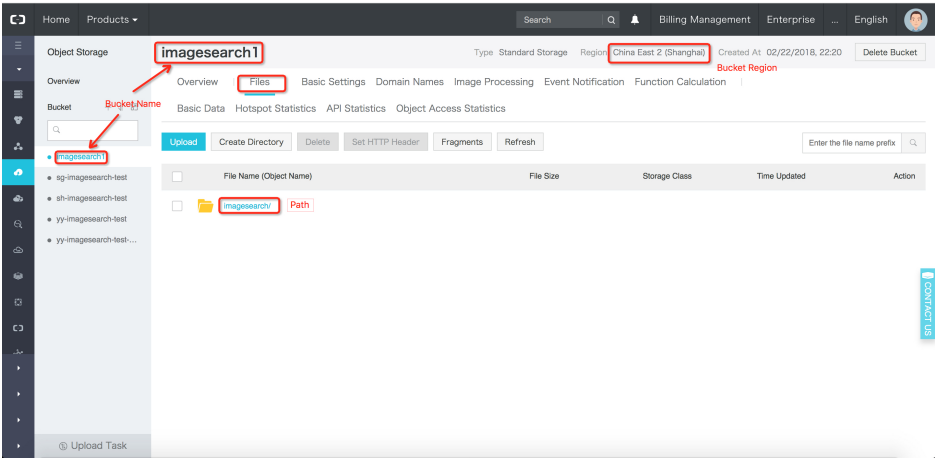 Home Products Search Billing Management Enterprise ... English
Object Storage
imagesearch1
Type Standard Storage Region China East 2 (Shanghai) Created At 02/22/2018, 22:20 Delete Bucket
Bucket Region
Overview
Overview Files Basic Settings Domain Names Image Processing Event Notification Function Calculation
Bucket
Bucket Name
Basic Data Hotspot Statistics API Statistics Object Access Statistics
Upload Create Directory Delete Set HTTP Header Fragments Refresh Enter the file name prefix
imagesearch1
sg-imagesearch-test
sh-imagesearch-test
yy-imagesearch-test
yy-imagesearch-test-...
File Name (Object Name) File Size Storage Class Time Updated Action
imagesearch/ Path
CONTACT US
Upload Task